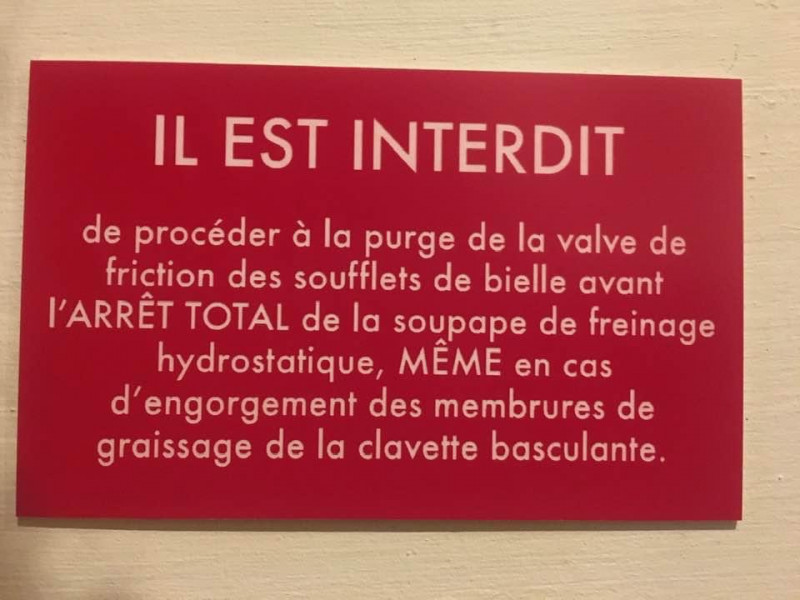 IL EST INTERDIT
de procéder à la purge de la valve de
friction des soufflets de bielle avant
l'ARRÊT TOTAL de la soupape de freinage
hydrostatique, MÊME en cas
d'engorgement des membrures de
graissage de la clavette basculante.